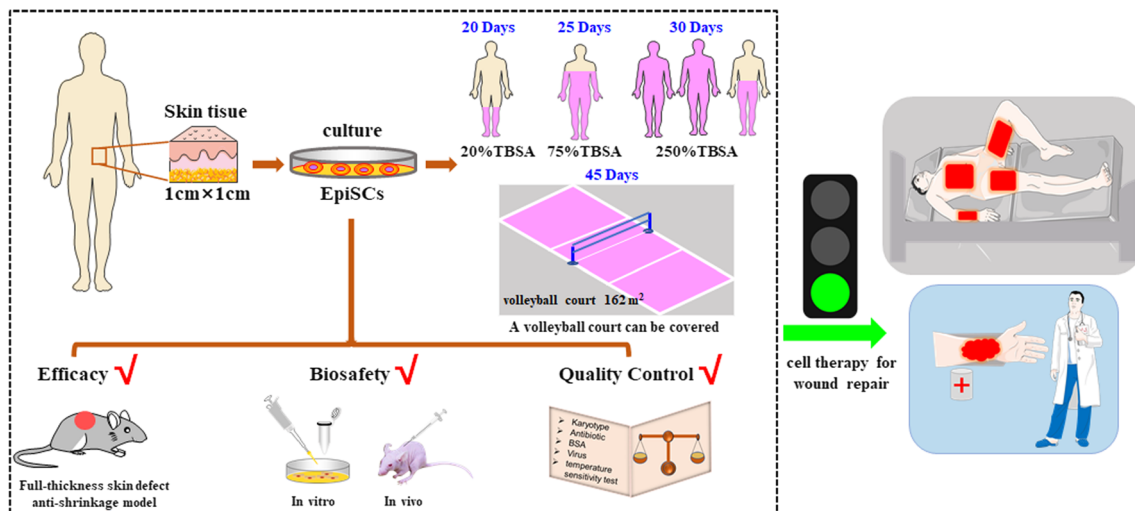 20 Days
25 Days
30 Days
Skin tissue
culture
1cm×1cm
EpiSCs
20%TBSA
75%TBSA
250%TBSA
45 Days
volleyball court 162 m²
A volleyball court can be covered
cell therapy for
wound repair
Efficacy √
Biosafety √
Quality Control √
➢ Karyotype
➢ Antibiotic
➢ BSA
➢ Virus
➢ temperature
sensitivity test
Full-thickness skin defect
anti-shrinkage model
In vitro
In vivo